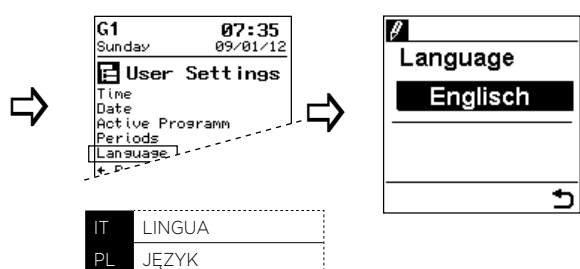 G1 07:35
Sunday 09/01/12
User Settings
Time
Date
Active Programm
Periods
Language
Language
Englisch
IT LINGUA
PL JĘZYK